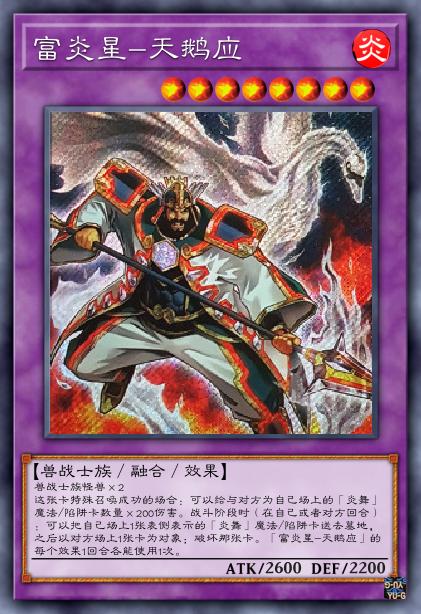 富炎星-天鹅应
炎
【兽战士族/融合/效果】
兽战士族怪兽×2
这张卡特殊召唤成功的场合:可以给与对方为自己场上的「炎舞」
魔法/陷阱卡数量×200伤害。战斗阶段时(在自己或者对方回合)
:可以把自己场上1张表侧表示的「炎舞」魔法/陷阱卡送去墓地,
之后以对方场上1张卡为对象;破坏那张卡。「富炎星-天鹅应」的
每个效果1回合各能使用1次。
ATK/2600 DEF/2200